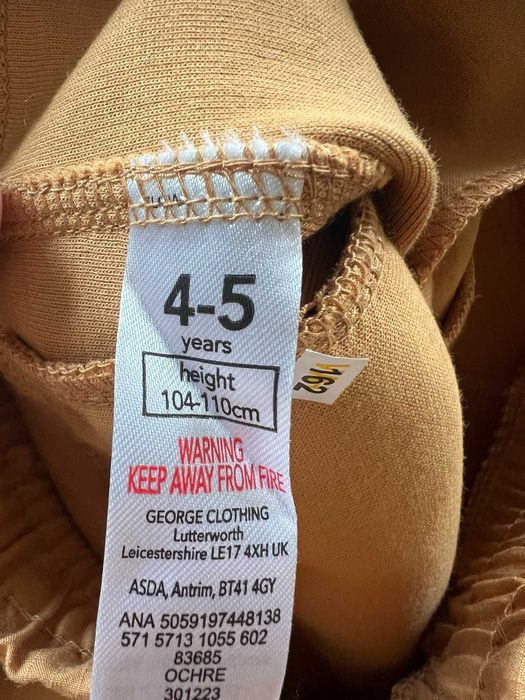 4-5
years
height
104-110cm
WARNING
KEEP AWAY FROM FIRE
GEORGE CLOTHING
Lutterworth
Leicestershire LE17 4XH UK
ASDA, Antrim, BT41 4GY
ANA 5059197448138
571 5713 1055 602
83685
OCHRE
301223
1162